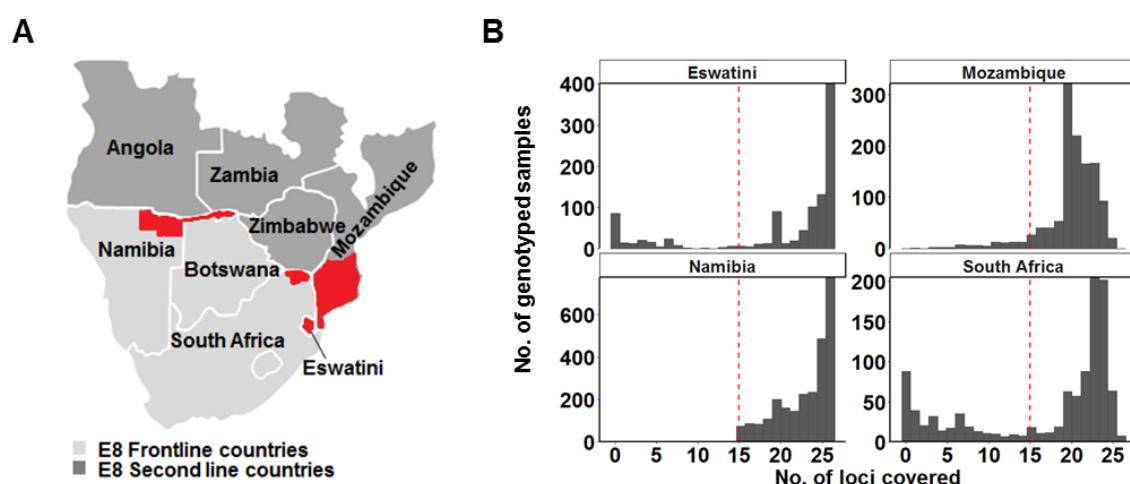 A
Angola
Zambia
Zimbabwe
Mozambique
Namibia
Botswana
South Africa
Eswatini
E8 Frontline countries
E8 Second line countries
B
No. of genotyped samples
Eswatini
400
300
200
100
0
Mozambique
300
200
100
0
Namibia
600
400
200
0
0 5 10 15 20 25
South Africa
200
150
100
50
0
0 5 10 15 20 25
No. of loci covered